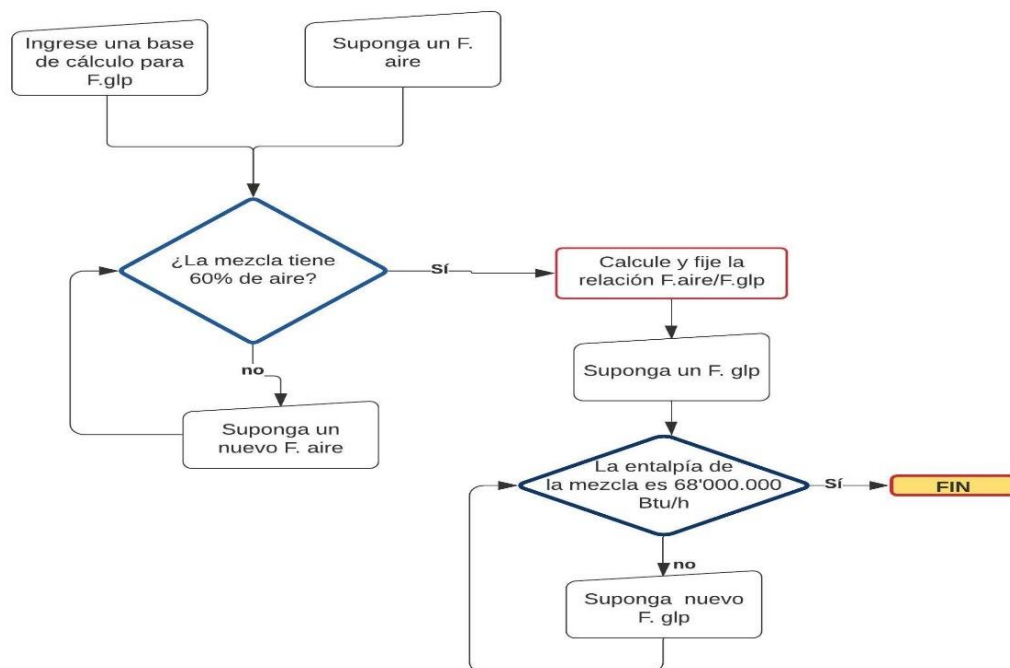 Ingrese una base
de cálculo para
F.glp
Suponga un F.
aire
¿La mezcla tiene
60% de aire?
Sí
Calcule y fije la
relación F.aire/F.glp
no
Suponga un F. glp
Suponga un
nuevo F. aire
La entalpía de
la mezcla es 68'000.000
Btu/h
Sí
FIN
no
Suponga nuevo
F. glp